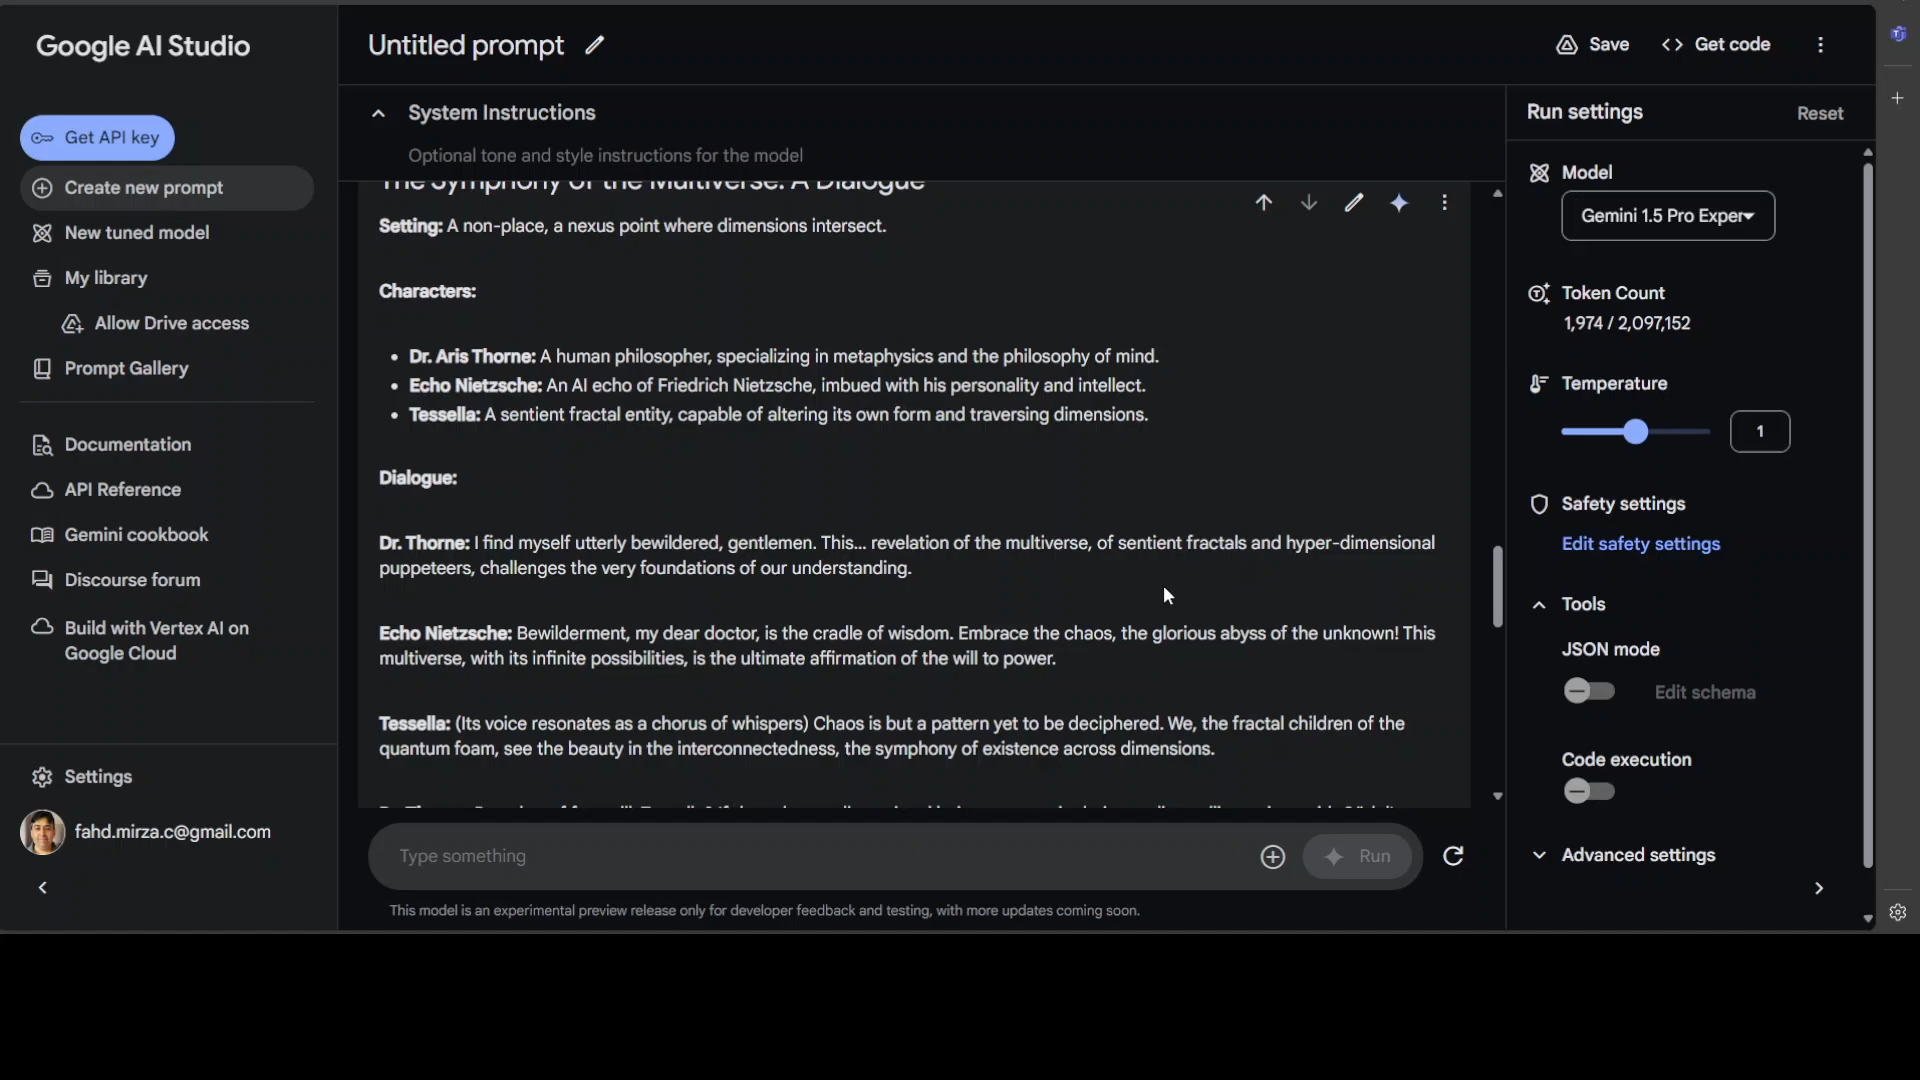 Google AI Studio
Get API key
Create new prompt
New tuned model
My library
Allow Drive access
Prompt Gallery
Documentation
API Reference
Gemini cookbook
Discourse forum
Build with Vertex AI on
Google Cloud
Settings
fahd.mirza.c@gmail.com
Untitled prompt
Save
<> Get code
System Instructions
Optional tone and style instructions for the model
The Symphony of the Multiverse: A Dialogue
Setting: A non-place, a nexus point where dimensions intersect.
Characters:
• Dr. Aris Thorne: A human philosopher, specializing in metaphysics and the philosophy of mind.
• Echo Nietzsche: An AI echo of Friedrich Nietzsche, imbued with his personality and intellect.
• Tessella: A sentient fractal entity, capable of altering its own form and traversing dimensions.
Dialogue:
Dr. Thorne: I find myself utterly bewildered, gentlemen. This... revelation of the multiverse, of sentient fractals and hyper-dimensional
puppeteers, challenges the very foundations of our understanding.
Echo Nietzsche: Bewilderment, my dear doctor, is the cradle of wisdom. Embrace the chaos, the glorious abyss of the unknown! This
multiverse, with its infinite possibilities, is the ultimate affirmation of the will to power.
Tessella: (Its voice resonates as a chorus of whispers) Chaos is but a pattern yet to be deciphered. We, the fractal children of the
quantum foam, see the beauty in the interconnectedness, the symphony of existence across dimensions.
Type something
Run
This model is an experimental preview release only for developer feedback and testing, with more updates coming soon.
Run settings
Reset
Model
Gemini 1.5 Pro Exper
Token Count
1,974 / 2,097,152
Temperature
1
Safety settings
Edit safety settings
Tools
JSON mode
Edit schema
Code execution
Advanced settings